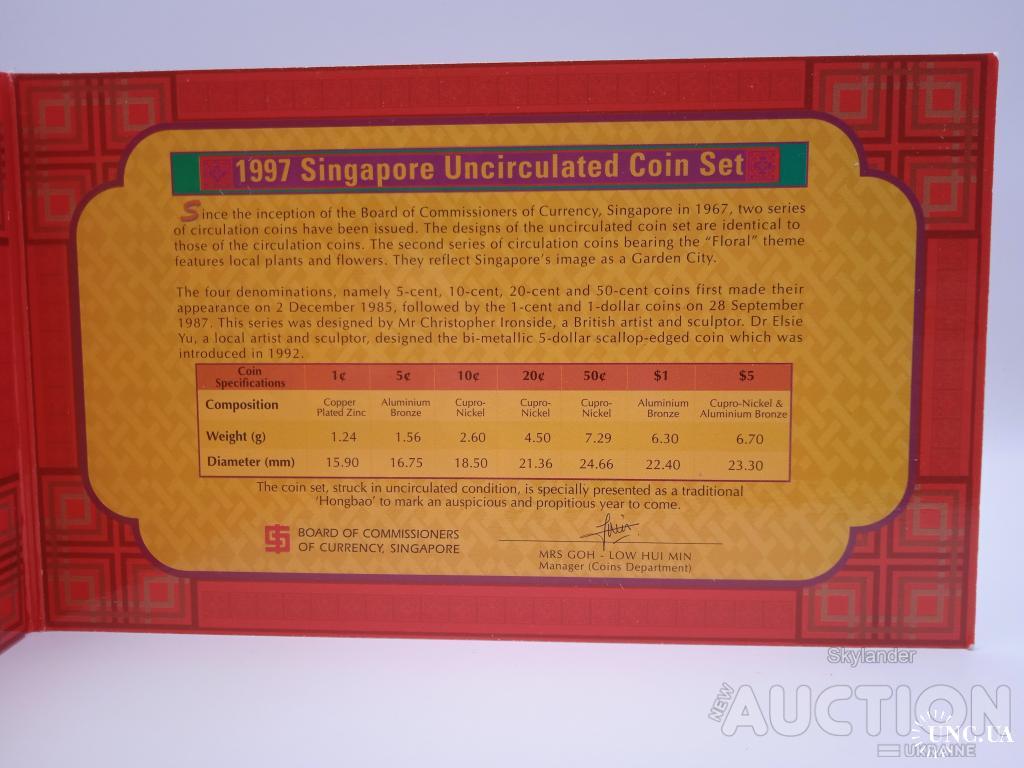 1997 Singapore Uncirculated Coin Set
Since the inception of the Board of Commissioners of Currency, Singapore in 1967, two series
of circulation coins have been issued. The designs of the uncirculated coin set are identical to
those of the circulation coins. The second series of circulation coins bearing the “Floral” theme
features local plants and flowers. They reflect Singapore’s image as a Garden City.
The four denominations, namely 5-cent, 10-cent, 20-cent and 50-cent coins first made their
appearance on 2 December 1985, followed by the 1-cent and 1-dollar coins on 28 September
1987. This series was designed by Mr Christopher Ironside, a British artist and sculptor. Dr Elsie
Yu, a local artist and sculptor, designed the bi-metallic 5-dollar scallop-edged coin which was
introduced in 1992.
Coin
Specifications 1¢ 5¢ 10¢ 20¢ 50¢ $1 $5
Composition Copper Aluminium Cupro- Cupro- Cupro- Aluminium Cupro-Nickel &
Plated Zinc Bronze Nickel Nickel Nickel Bronze Aluminium Bronze
Weight (g) 1.24 1.56 2.60 4.50 7.29 6.30 6.70
Diameter (mm) 15.90 16.75 18.50 21.36 24.66 22.40 23.30
The coin set, struck in uncirculated condition, is specially presented as a traditional
‘Hongbao’ to mark an auspicious and propitious year to come.
BOARD OF COMMISSIONERS
OF CURRENCY, SINGAPORE
MRS GOH - LOW HUI MIN
Manager (Coins Department)
Skylander
NEW AUCTION
UNC.UA
UKRAINE